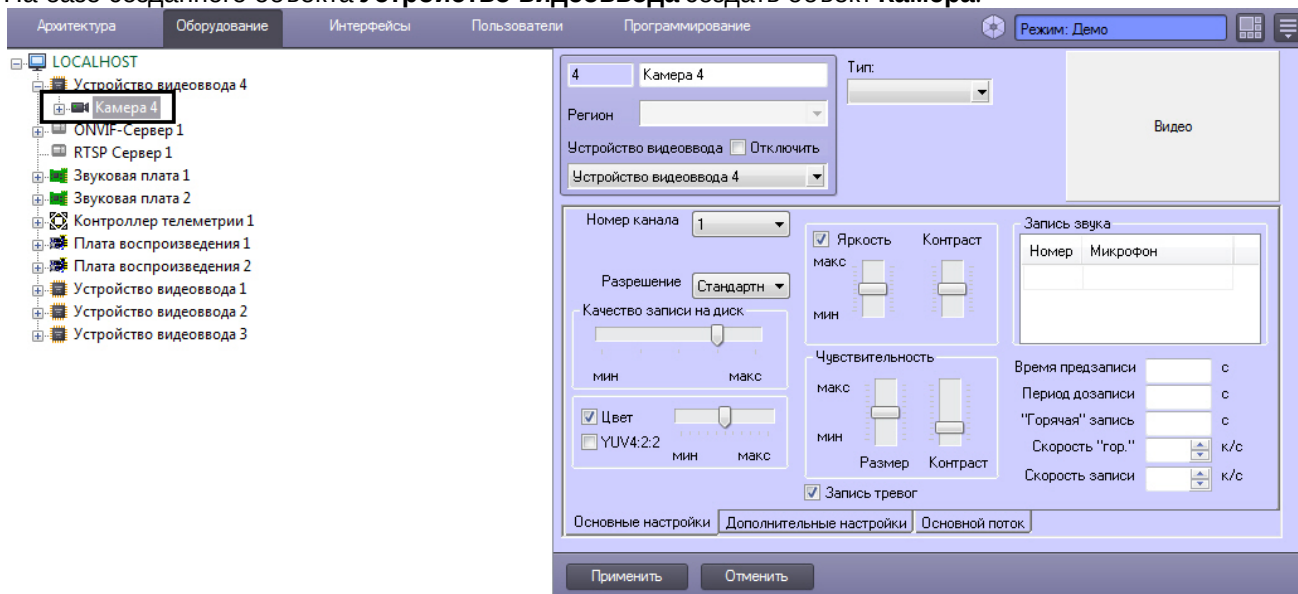 На базе созданного объекта Устройство видеоввода создать объект Камера.
Архитектура Оборудование Интерфейсы Пользователи Программирование Режим: Демо
LOCALHOST
Устройство видеоввода 4
Камера 4
ONVIF-Сервер 1
RTSP Сервер 1
Звуковая плата 1
Звуковая плата 2
Контроллер телеметрии 1
Плата воспроизведения 1
Плата воспроизведения 2
Устройство видеоввода 1
Устройство видеоввода 2
Устройство видеоввода 3
4 Камера 4
Регион
Устройство видеоввода Отключить
Устройство видеоввода 4
Тип:
Видео
Номер канала 1
Разрешение Стандартн
Качество записи на диск
мин макс
Цвет
YUV4:2:2
мин макс
Яркость Контраст
макс
мин
Чувствительность
макс
мин
Размер Контраст
Запись тревог
Запись звука
Номер Микрофон
Время предзаписи с
Период дозаписи с
"Горячая" запись с
Скорость "гор." к/с
Скорость записи к/с
Основные настройки Дополнительные настройки Основной поток
Применить Отменить